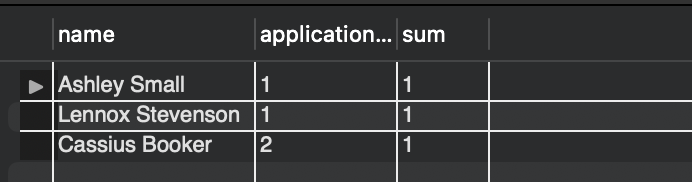 name application... sum
Ashley Small 1 1
Lennox Stevenson 1 1
Cassius Booker 2 1